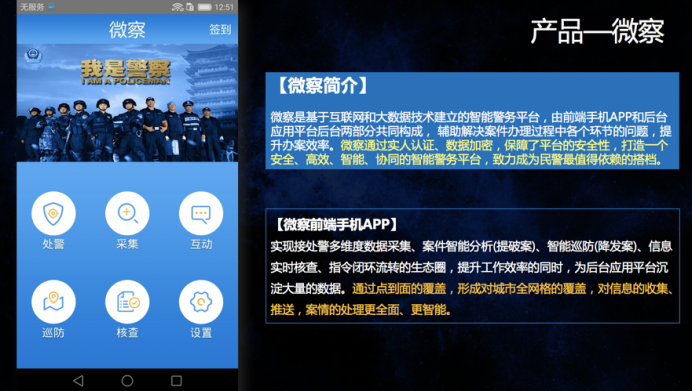 无服务
12:51
微察
签到
我是警察
I AM A POLICEMAN
处警
采集
互动
巡防
核查
设置
产品—微察
【微察简介】
微察是基于互联网和大数据技术建立的智能警务平台，由前端手机APP和后台
应用平台后台两部分共同构成， 辅助解决案件办理过程中各个环节的问题，提
升办案效率。微察通过实人认证、数据加密，保障了平台的安全性，打造一个
安全、高效、智能、协同的智能警务平台，致力成为民警最值得依赖的搭档。
【微察前端手机APP】
实现接处警多维度数据采集、案件智能分析(提破案)、智能巡防(降发案)、信息
实时核查、指令闭环流转的生态圈，提升工作效率的同时，为后台应用平台沉
淀大量的数据。通过点到面的覆盖，形成对城市全网格的覆盖，对信息的收集、
推送，案情的处理更全面、更智能。